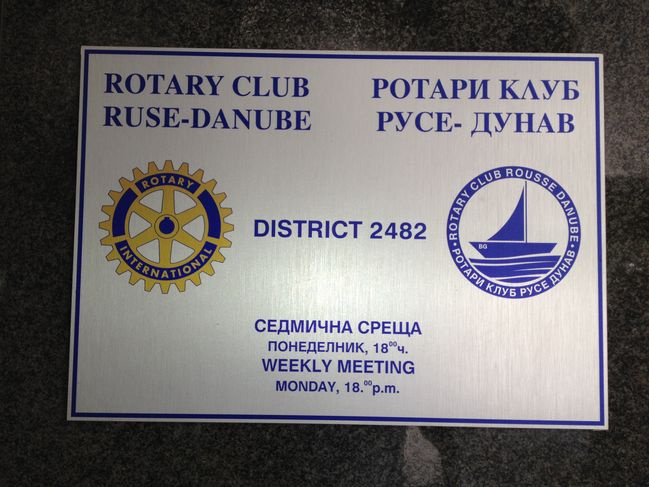 ROTARY CLUB
RUSE-DANUBE
РОТАРИ КЛУБ
РУСЕ- ДУНАВ
ROTARY
INTERNATIONAL
DISTRICT 2482
ROTARY CLUB ROUSSE DANUBE
BG
РОТАРИ КЛУБ РУСЕ ДУНАВ
СЕДМИЧНА СРЕЩА
ПОНЕДЕЛНИК, 18⁰⁰ч.
WEEKLY MEETING
MONDAY, 18.⁰⁰p.m.